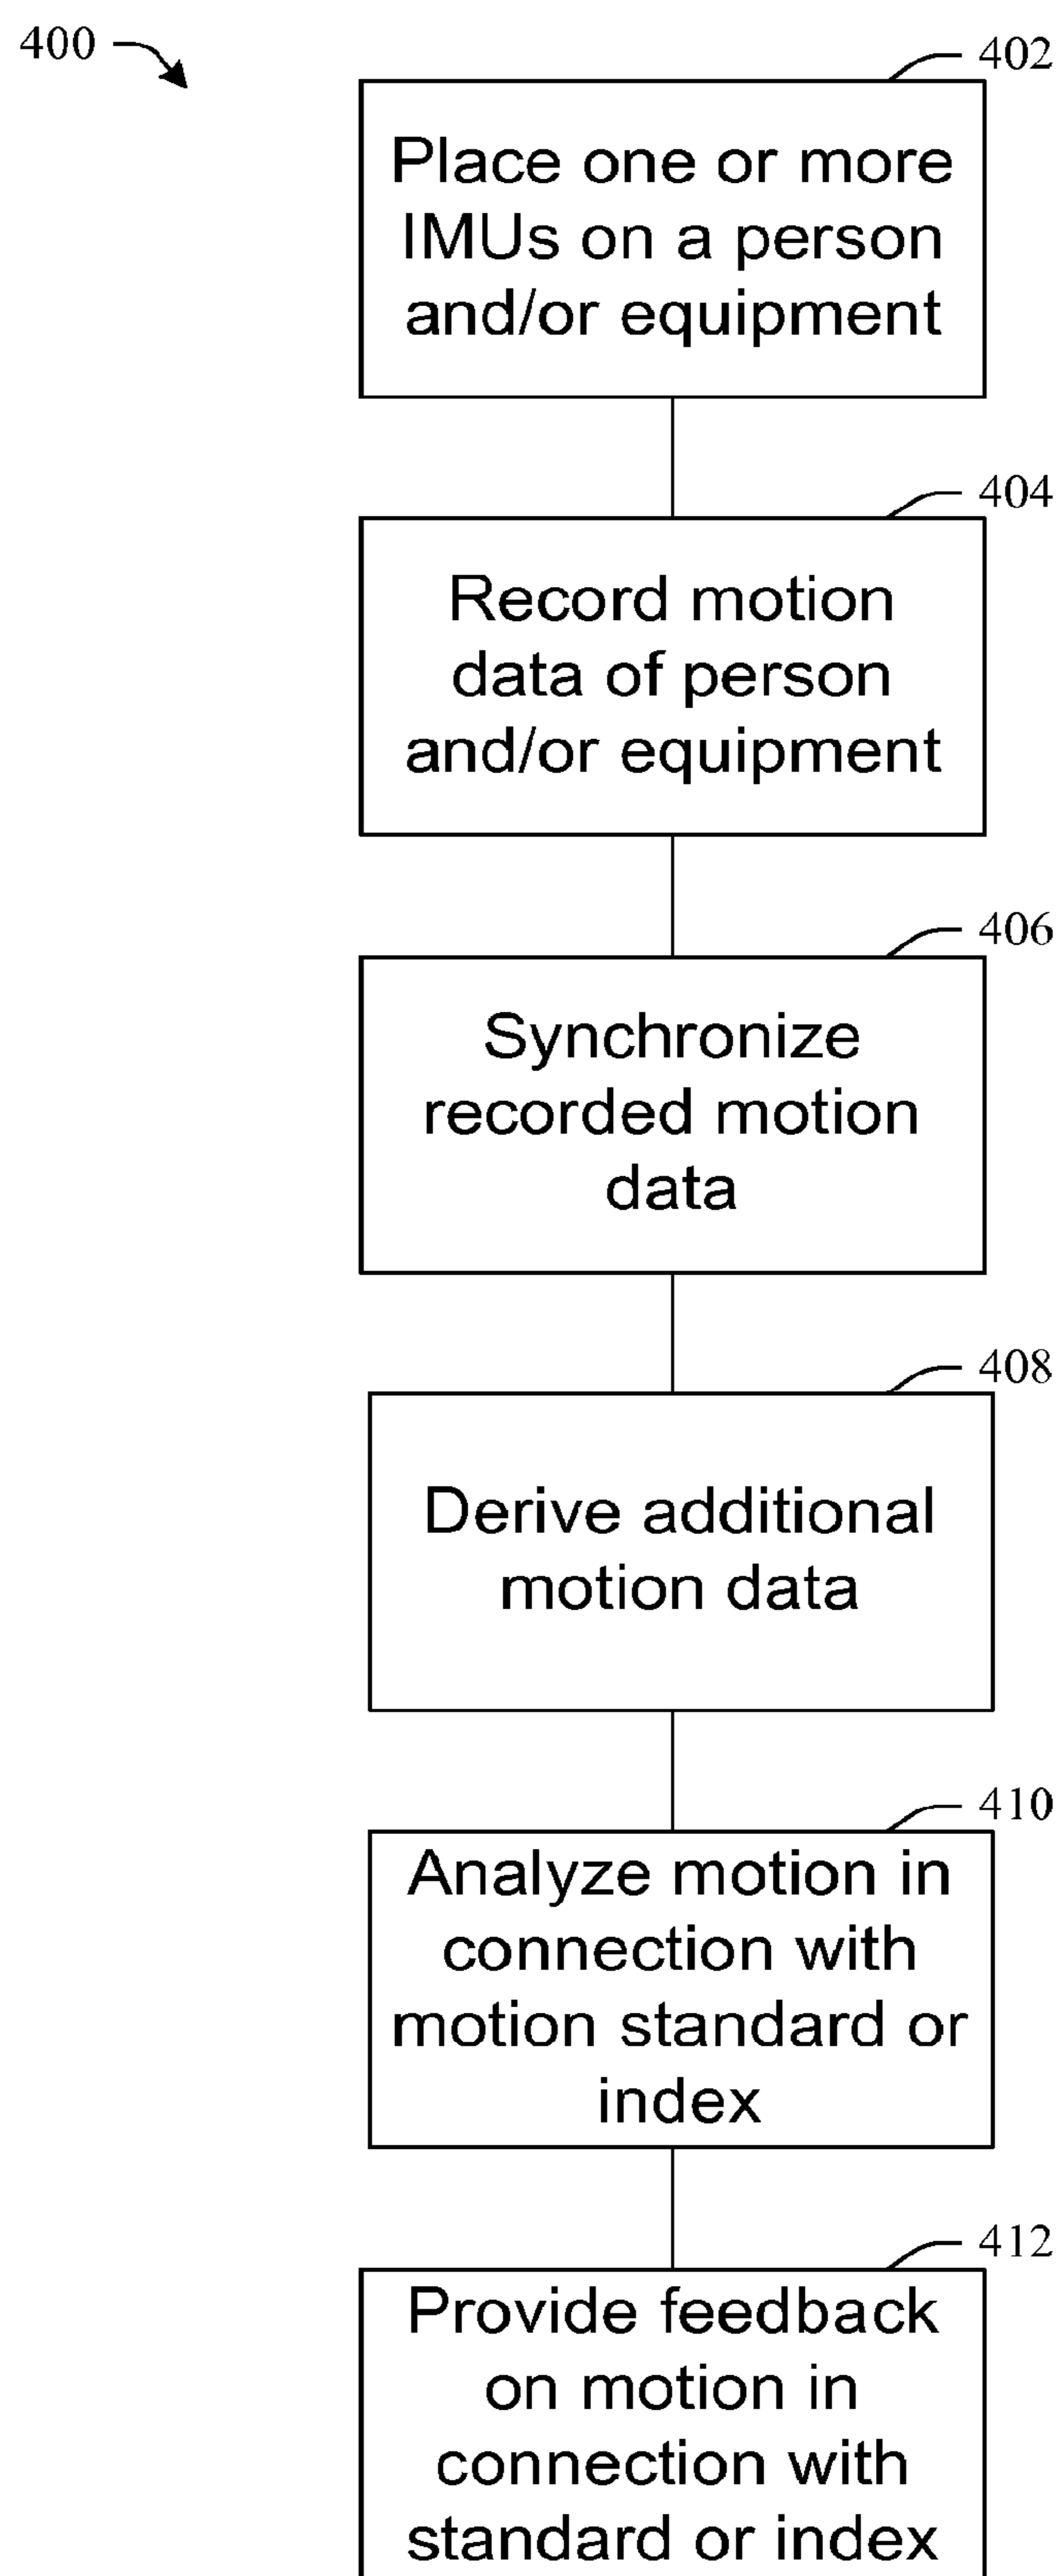 400
402
Place one or more
IMUs on a person
and/or equipment
404
Record motion
data of person
and/or equipment
406
Synchronize
recorded motion
data
408
Derive additional
motion data
410
Analyze motion in
connection with
motion standard or
index
412
Provide feedback
on motion in
connection with
standard or index